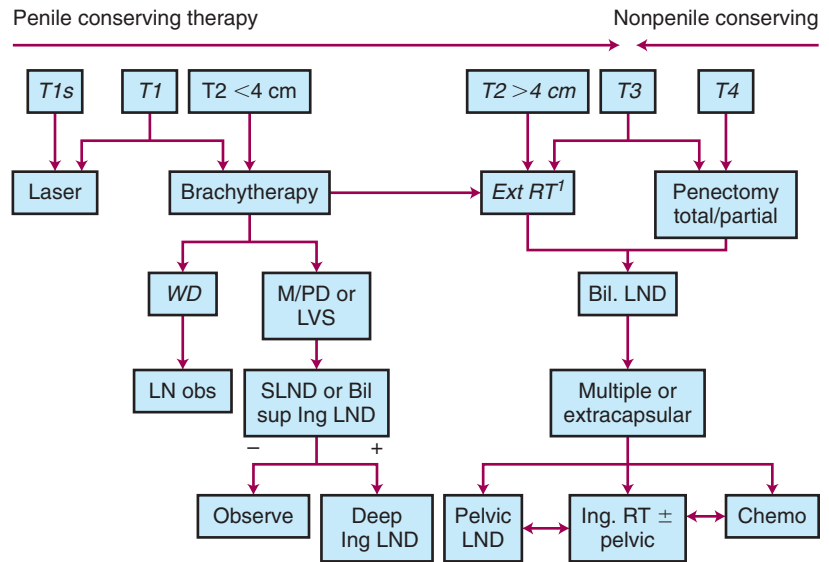 Penile conserving therapy
Nonpenile conserving
T1s
T1
T2 <4 cm
T2 >4 cm
T3
T4
Laser
Brachytherapy
Ext RT¹
Penectomy
total/partial
WD
M/PD or
LVS
Bil. LND
LN obs
SLND or Bil
sup Ing LND
Multiple or
extracapsular
−
+
Observe
Deep
Ing LND
Pelvic
LND
Ing. RT ±
pelvic
Chemo